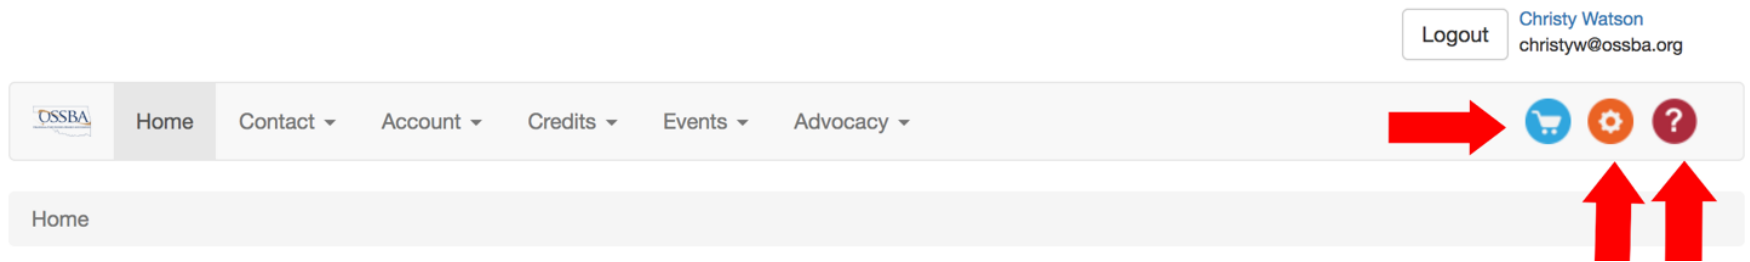 Logout
Christy Watson
christyw@ossba.org
OSSBA
Home Contact Account Credits Events Advocacy ?
Home